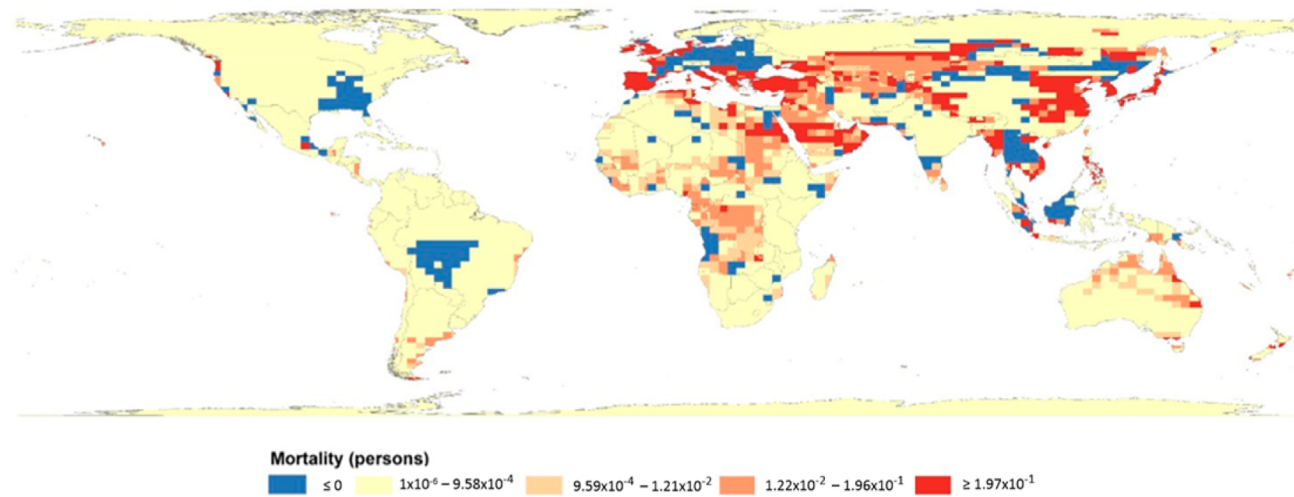 Mortality (persons)
≤ 0 1x10⁻⁶ – 9.58x10⁻⁴ 9.59x10⁻⁴ – 1.21x10⁻² 1.22x10⁻² – 1.96x10⁻¹ ≥ 1.97x10⁻¹